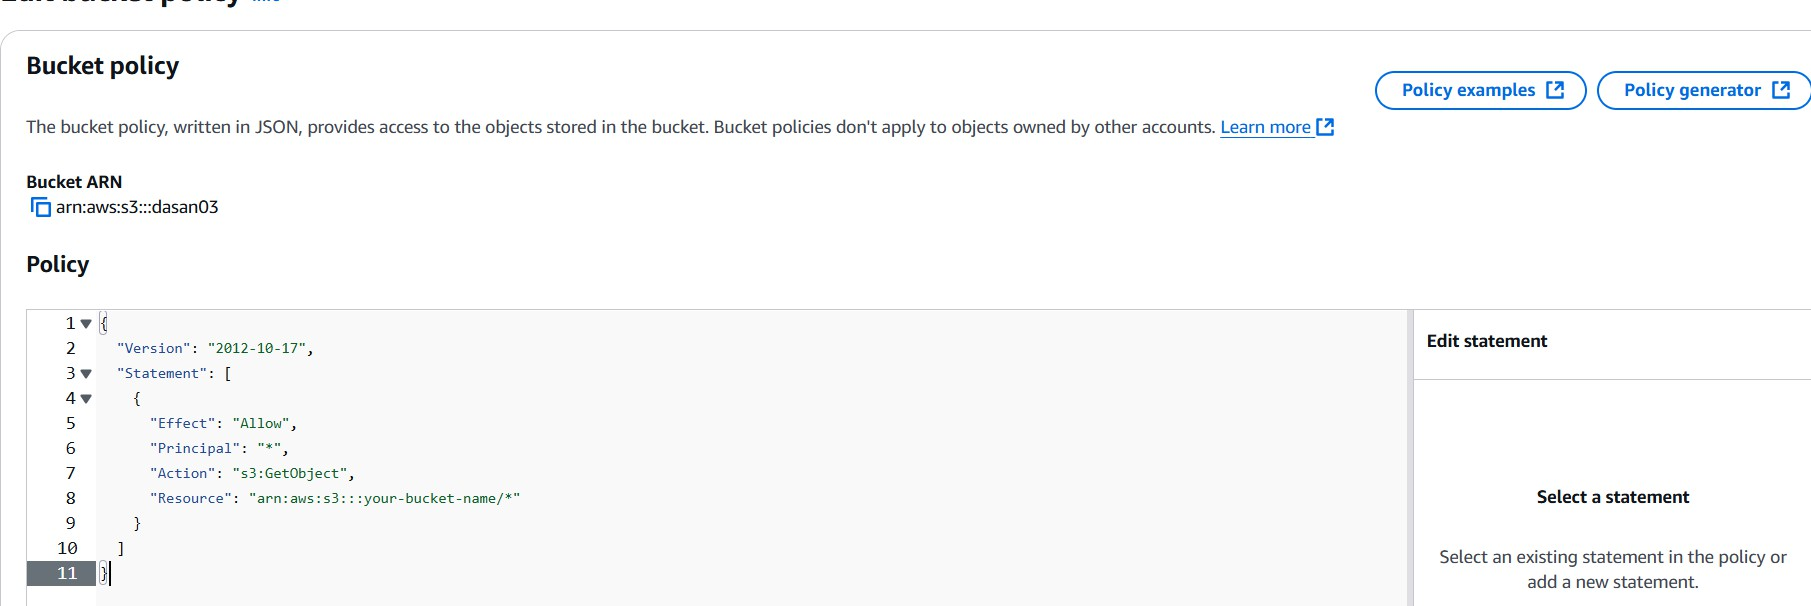 Edit bucket policy Info
Bucket policy
Policy examples
Policy generator
The bucket policy, written in JSON, provides access to the objects stored in the bucket. Bucket policies don't apply to objects owned by other accounts. Learn more
Bucket ARN
arn:aws:s3:::dasan03
Policy
1 {
2 "Version": "2012-10-17",
3 "Statement": [
4 {
5 "Effect": "Allow",
6 "Principal": "*",
7 "Action": "s3:GetObject",
8 "Resource": "arn:aws:s3:::your-bucket-name/*"
9 }
10 ]
11 }
Edit statement
Select a statement
Select an existing statement in the policy or
add a new statement.